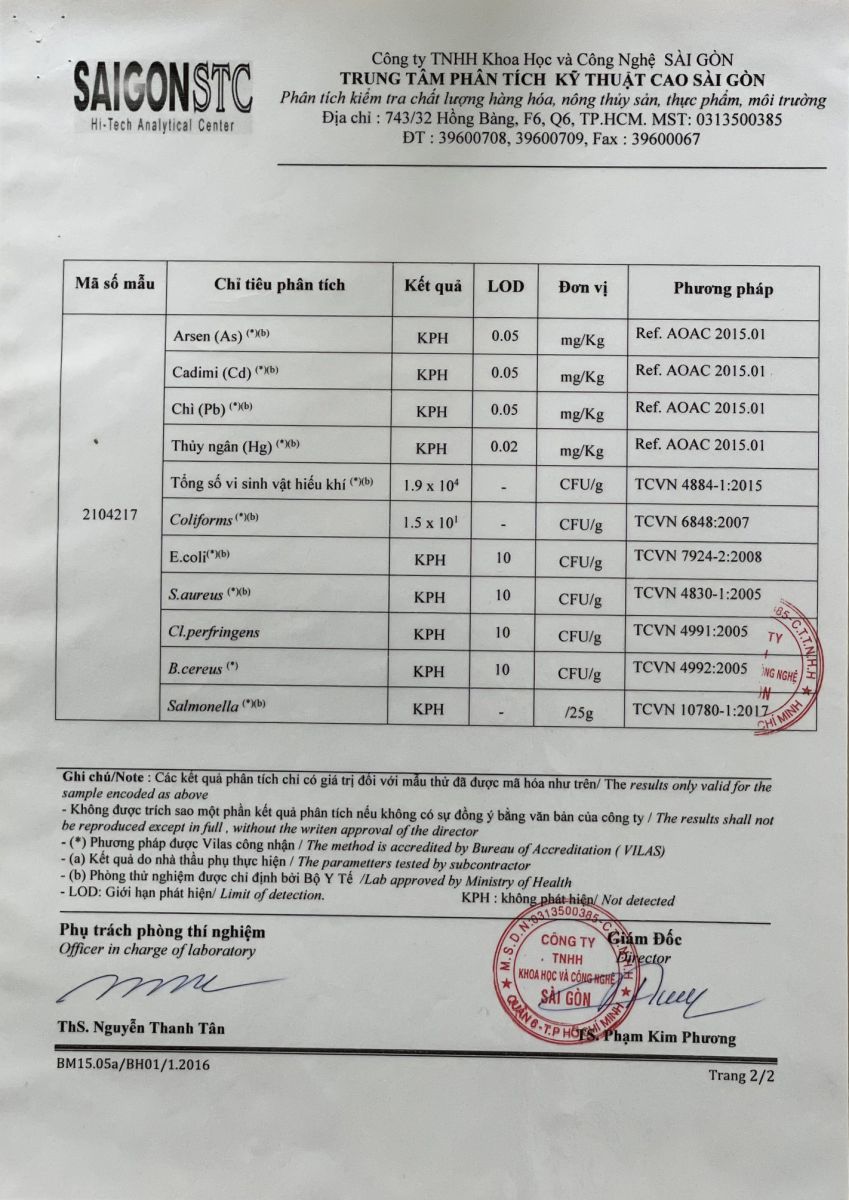 SAIGONSTC
Hi-Tech Analytical Center
Công ty TNHH Khoa Học và Công Nghệ SÀI GÒN
TRUNG TÂM PHÂN TÍCH KỸ THUẬT CAO SÀI GÒN
Phân tích kiểm tra chất lượng hàng hóa, nông thủy sản, thực phẩm, môi trường
Địa chỉ : 743/32 Hồng Bàng, F6, Q6, TP.HCM. MST: 0313500385
ĐT : 39600708, 39600709, Fax : 39600067
Mã số mẫu Chỉ tiêu phân tích Kết quả LOD Đơn vị Phương pháp
Arsen (As) (*)(b) KPH 0.05 mg/Kg Ref. AOAC 2015.01
Cadimi (Cd) (*)(b) KPH 0.05 mg/Kg Ref. AOAC 2015.01
Chì (Pb) (*)(b) KPH 0.05 mg/Kg Ref. AOAC 2015.01
Thủy ngân (Hg) (*)(b) KPH 0.02 mg/Kg Ref. AOAC 2015.01
Tổng số vi sinh vật hiếu khí (*)(b) 1.9 x 10⁴ - CFU/g TCVN 4884-1:2015
2104217 Coliforms (*)(b) 1.5 x 10¹ - CFU/g TCVN 6848:2007
E.coli(*)(b) KPH 10 CFU/g TCVN 7924-2:2008
S.aureus (*)(b) KPH 10 CFU/g TCVN 4830-1:2005
Cl.perfringens KPH 10 CFU/g TCVN 4991:2005
B.cereus (*) KPH 10 CFU/g TCVN 4992:2005
Salmonella (*)(b) KPH - /25g TCVN 10780-1:2017
385-C.T.T.N.H.H
TY
NG NGHỆ
CHÍ MINH
Ghi chú/Note : Các kết quả phân tích chỉ có giá trị đối với mẫu thử đã được mã hóa như trên/ The results only valid for the
sample encoded as above
- Không được trích sao một phần kết quả phân tích nếu không có sự đồng ý bằng văn bản của công ty / The results shall not
be reproduced except in full , without the writen approval of the director
- (*) Phương pháp được Vilas công nhận / The method is accredited by Bureau of Accreditation ( VILAS)
- (a) Kết quả do nhà thầu phụ thực hiện / The parametters tested by subcontractor
- (b) Phòng thử nghiệm được chỉ định bởi Bộ Y Tế /Lab approved by Ministry of Health
- LOD: Giới hạn phát hiện/ Limit of detection. KPH : không phát hiện/ Not detected
Phụ trách phòng thí nghiệm Giám Đốc
Officer in charge of laboratory Director
M.S.D.N:0313500385-C.T.T.N.H.H
CÔNG TY
TNHH
KHOA HỌC VÀ CÔNG NGHỆ
SÀI GÒN
QUẬN 6-T.P HỒ CHÍ MINH
ThS. Nguyễn Thanh Tân TS. Phạm Kim Phương
BM15.05a/BH01/1.2016
Trang 2/2